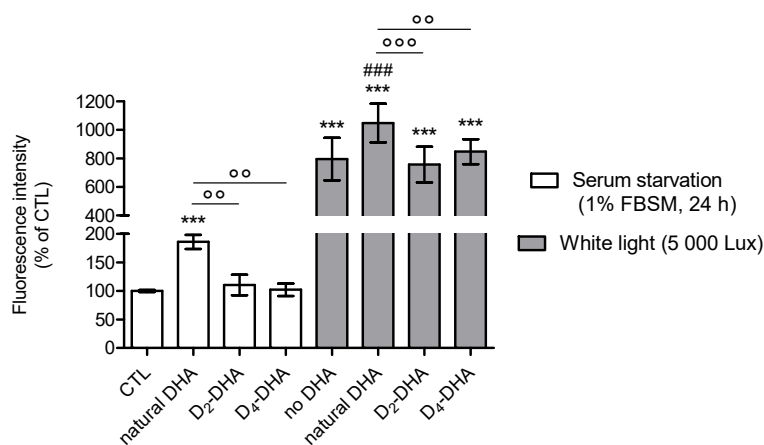 °°
°°°
###
***
1200
1000
800
600
400
200
150
100
50
0
Fluorescence intensity
(% of CTL)
***
***
***
°°
°°
***
Serum starvation
(1% FBSM, 24 h)
White light (5 000 Lux)
CTL
natural DHA
D₂-DHA
D₄-DHA
no DHA
natural DHA
D₂-DHA
D₄-DHA